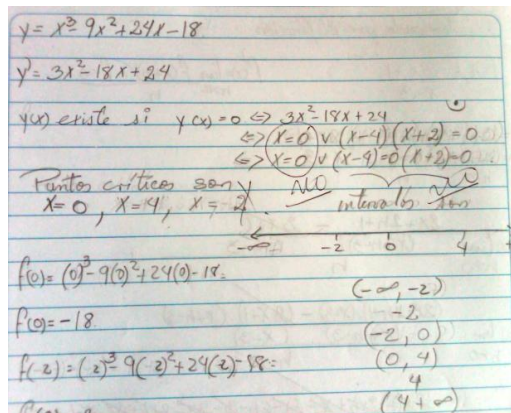 y = x³ - 9x² + 24x - 18
y' = 3x² - 18x + 24
y(x) existe si y(x) = 0 ⇔ 3x² - 18x + 24
⇔ x=0 ∨ (x-4)(x+2) = 0
⇔ x=0 ∨ (x-4)=0 (x+2)=0
Puntos críticos son NO NO
x= 0, x=4, x= -2 intervalos son
-∞ -2 0 4
f(0) = (0)³ - 9(0)² + 24(0) - 18=
(-∞, -2)
f(0) = -18
-2
(-2, 0)
f(-2) = (-2)³ - 9(-2)² + 24(2) - 18=
(0, 4)
4
(4 +∞)